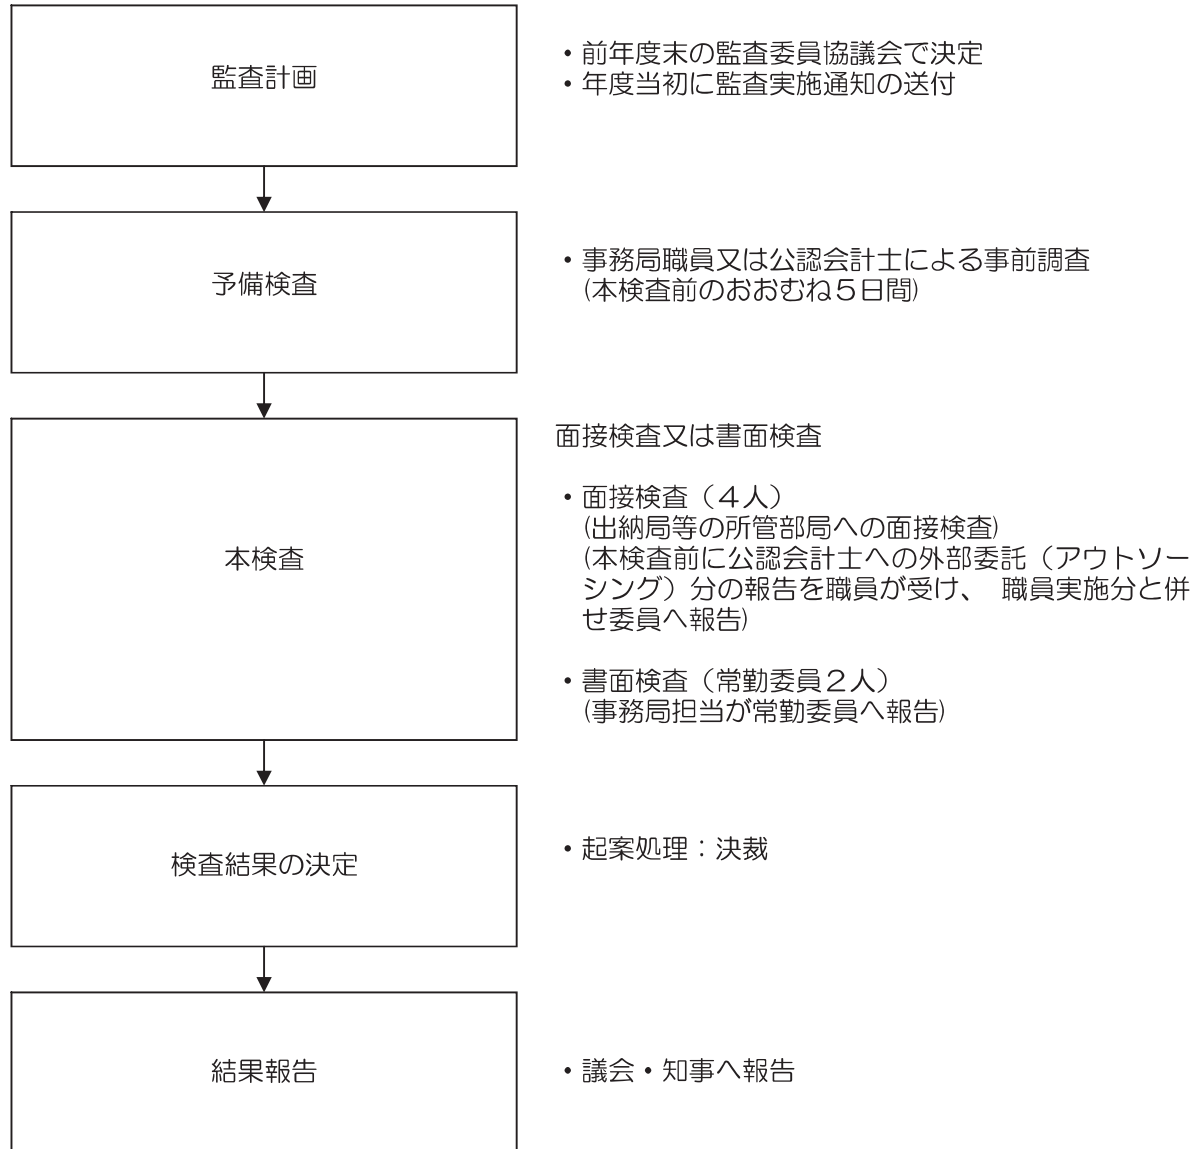 監査計画
・前年度末の監査委員協議会で決定
・年度当初に監査実施通知の送付
予備検査
・事務局職員又は公認会計士による事前調査
(本検査前のおおむね５日間)
本検査
面接検査又は書面検査
・面接検査（４人）
(出納局等の所管部局への面接検査)
(本検査前に公認会計士への外部委託（アウトソー
シング）分の報告を職員が受け、 職員実施分と併
せ委員へ報告)
・書面検査（常勤委員２人）
(事務局担当が常勤委員へ報告)
検査結果の決定
・起案処理：決裁
結果報告
・議会・知事へ報告